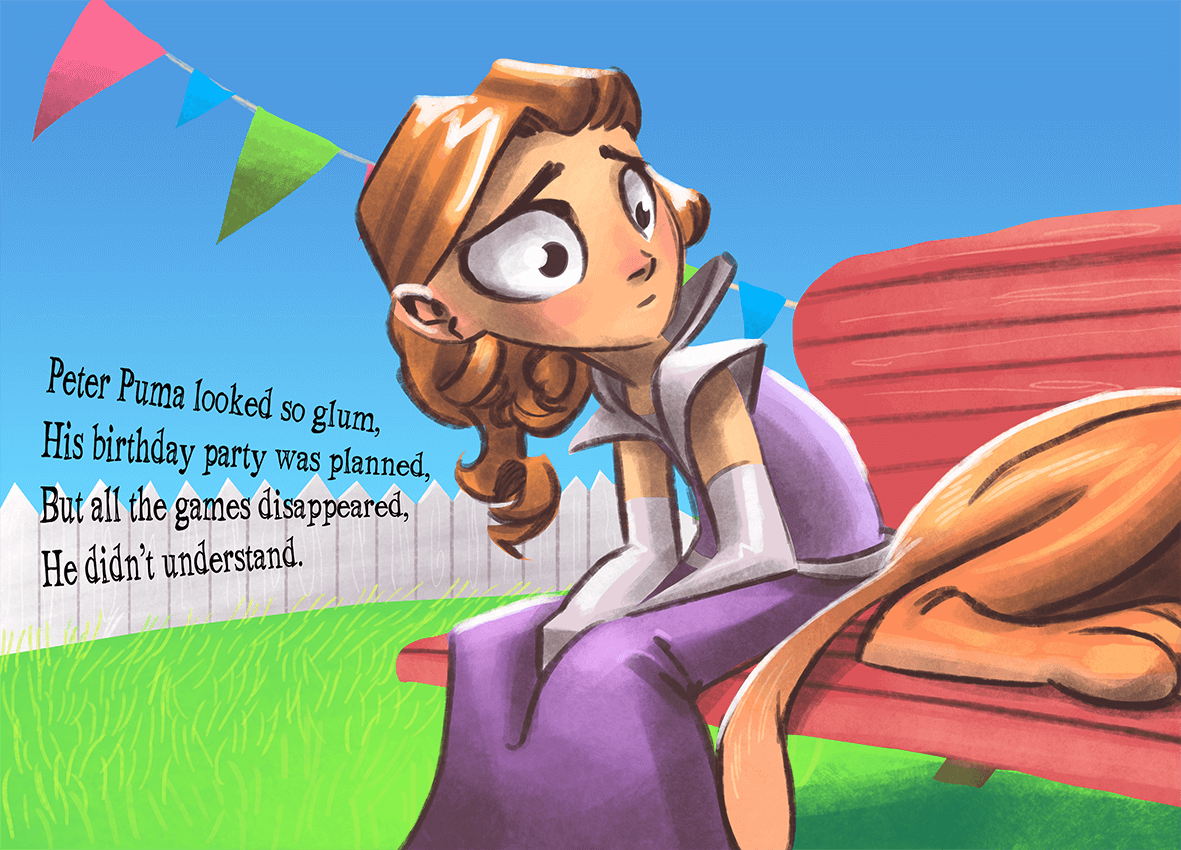 Peter Puma looked so glum,
His birthday party was planned,
But all the games disappeared,
He didn't understand.